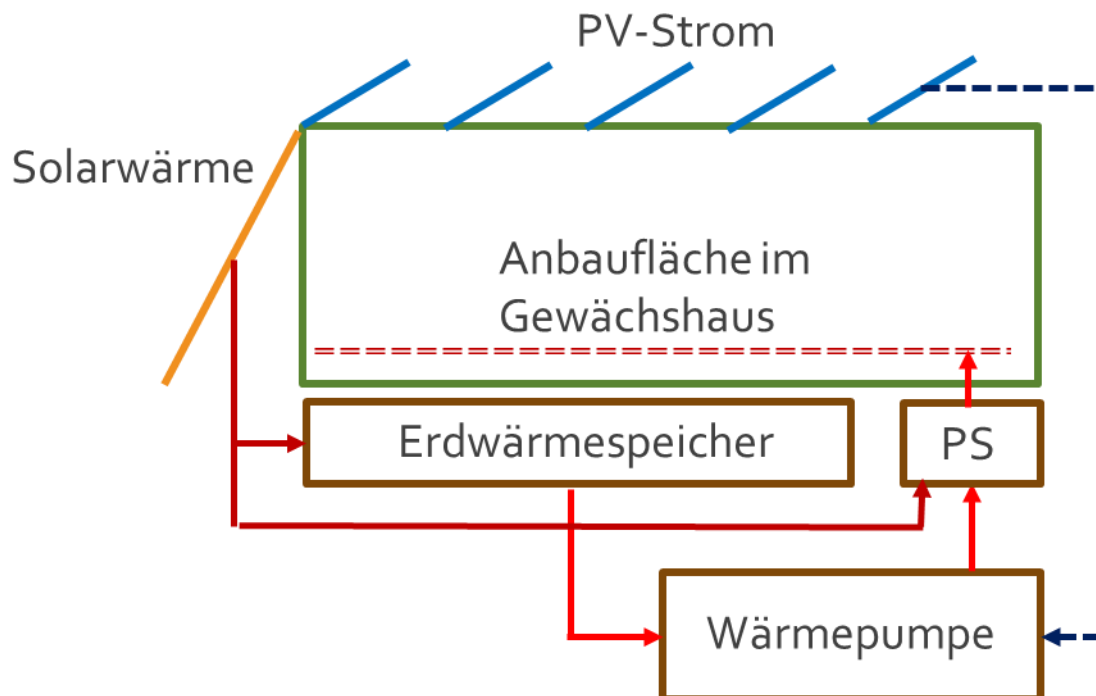 PV-Strom
Solarwärme
Anbaufläche im
Gewächshaus
Erdwärmespeicher
PS
Wärmepumpe